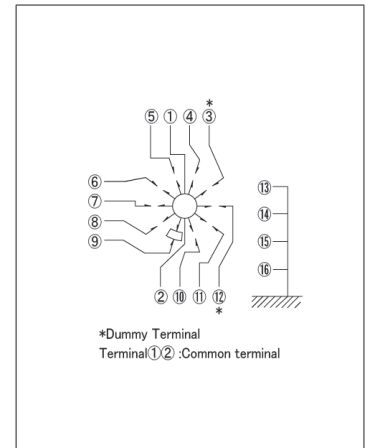 *
⑤ ① ④ ③
⑥
⑦
⑧
⑨
② ⑩ ⑪ ⑫
*
⑬
⑭
⑮
⑯
*Dummy Terminal
Terminal①② :Common terminal